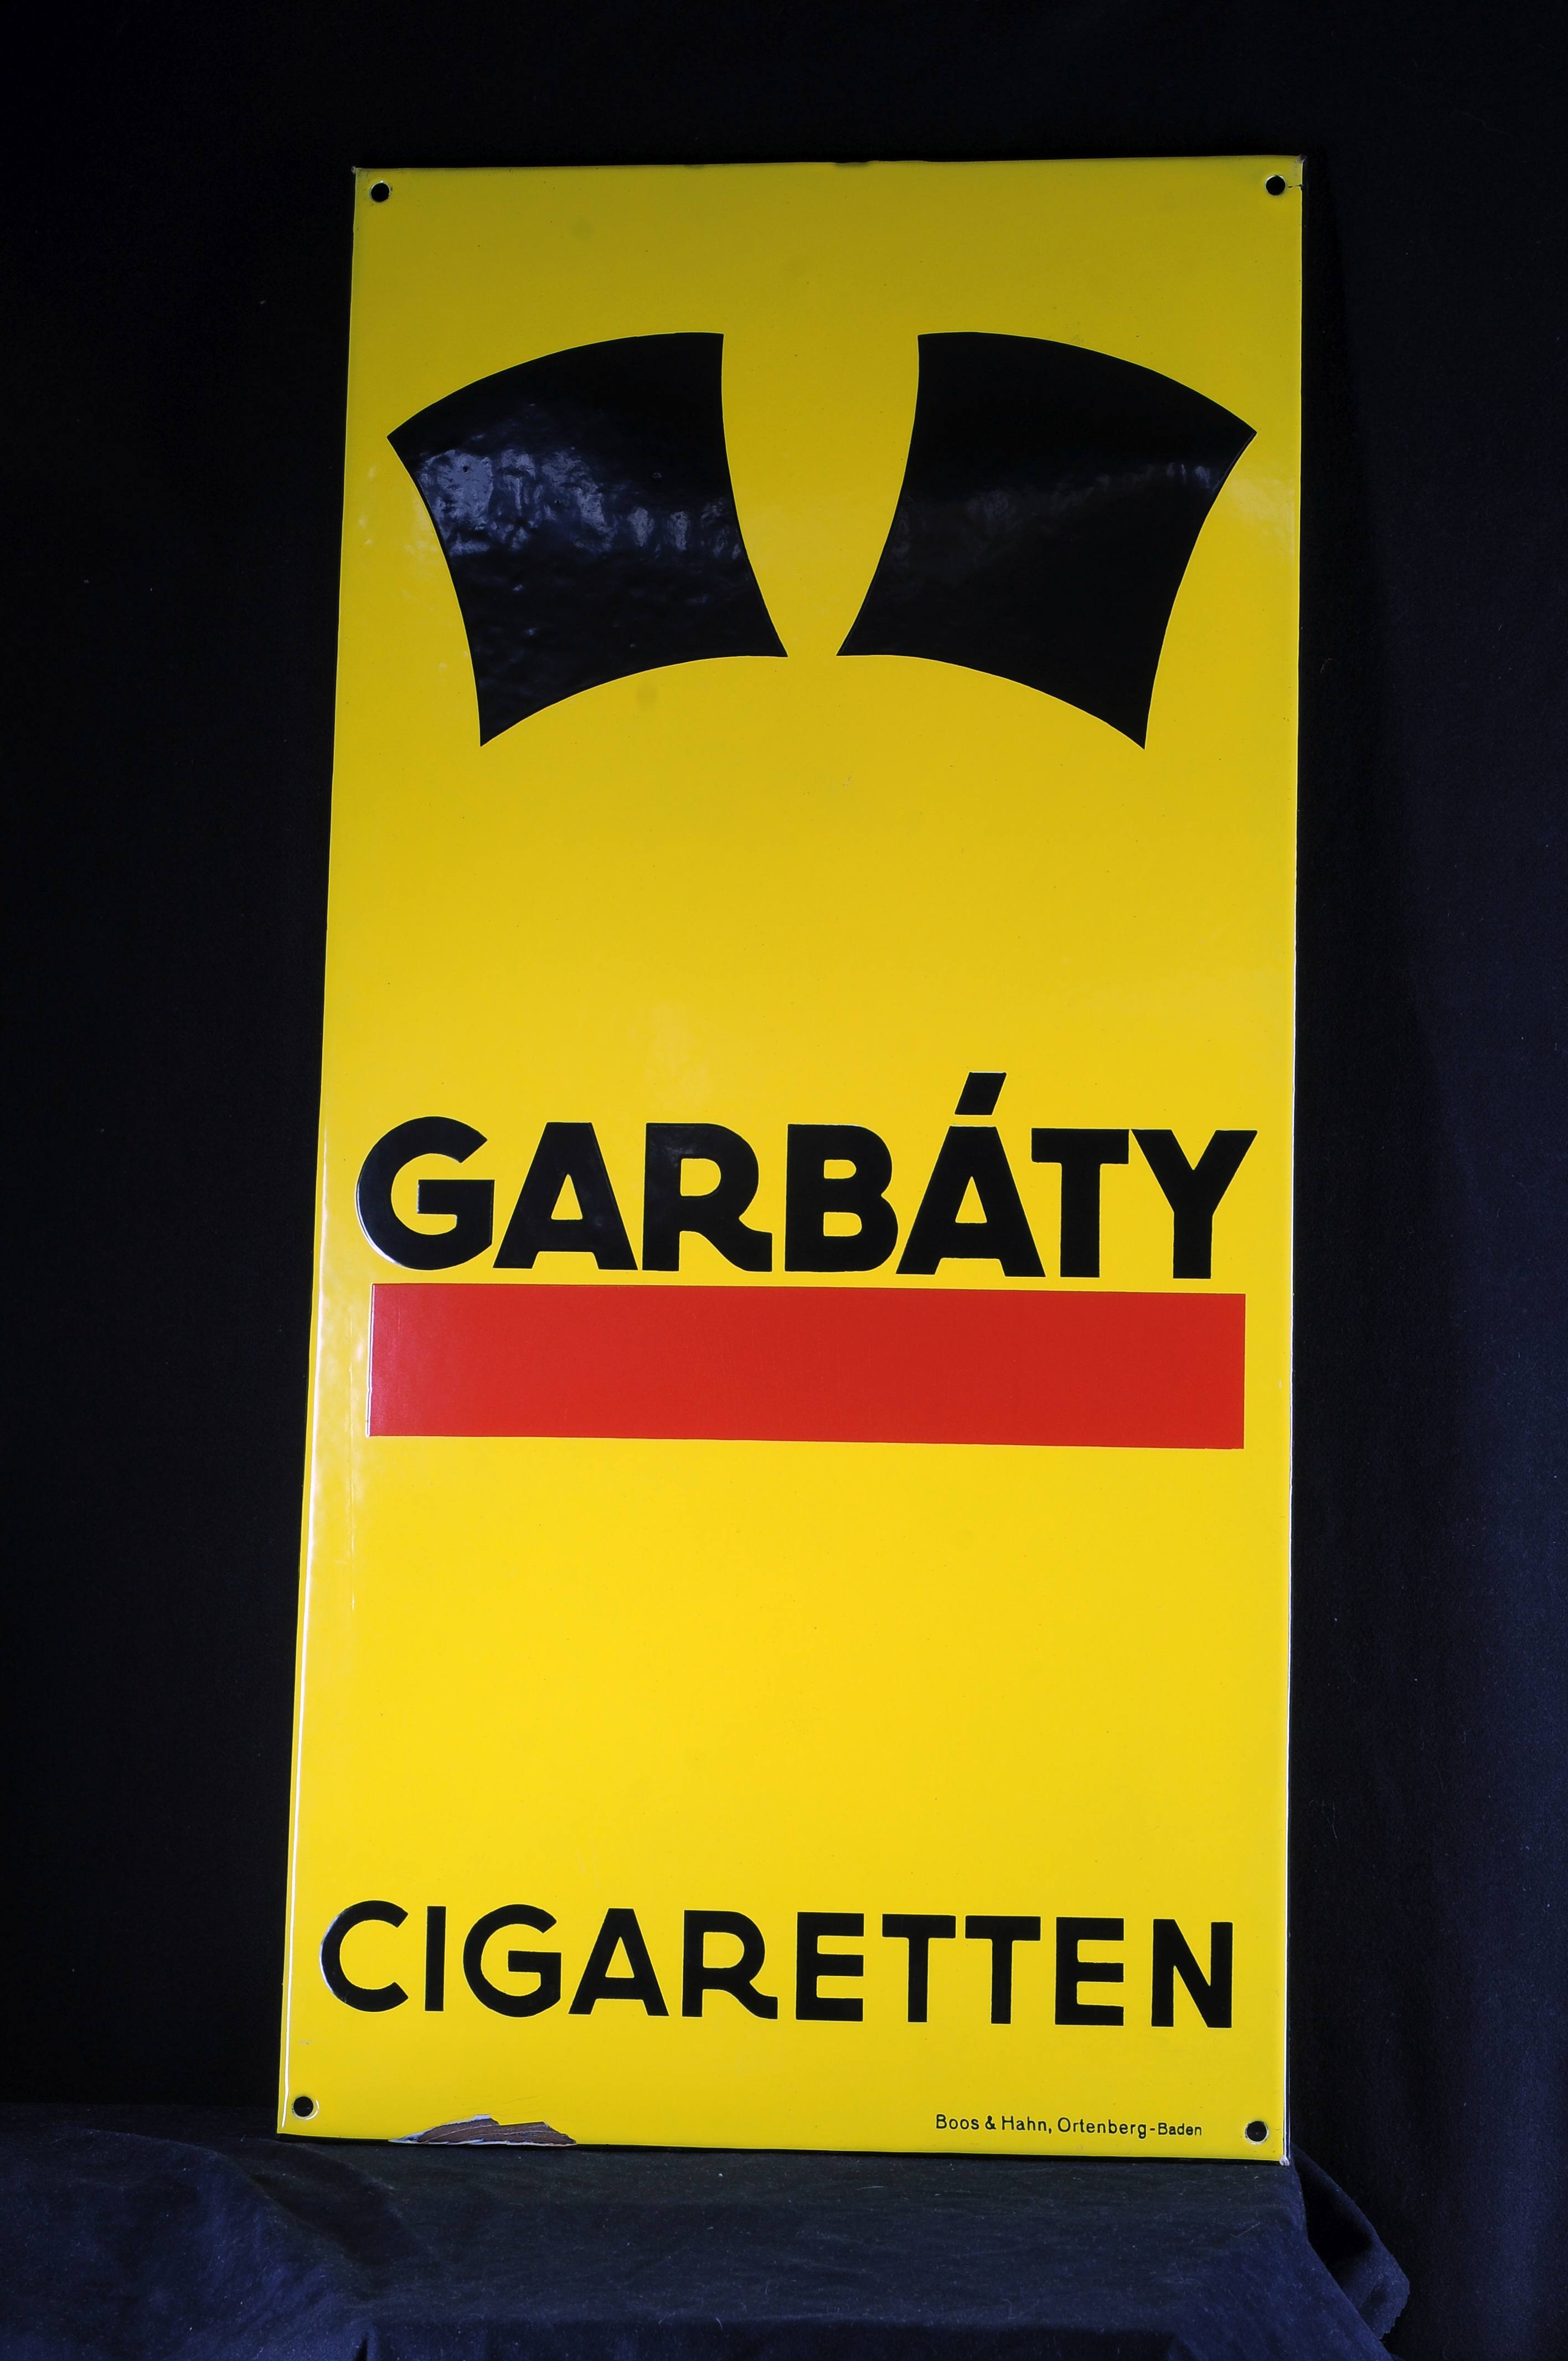 GARBÁTY
CIGARETTEN
Boos & Hahn, Ortenberg-Baden